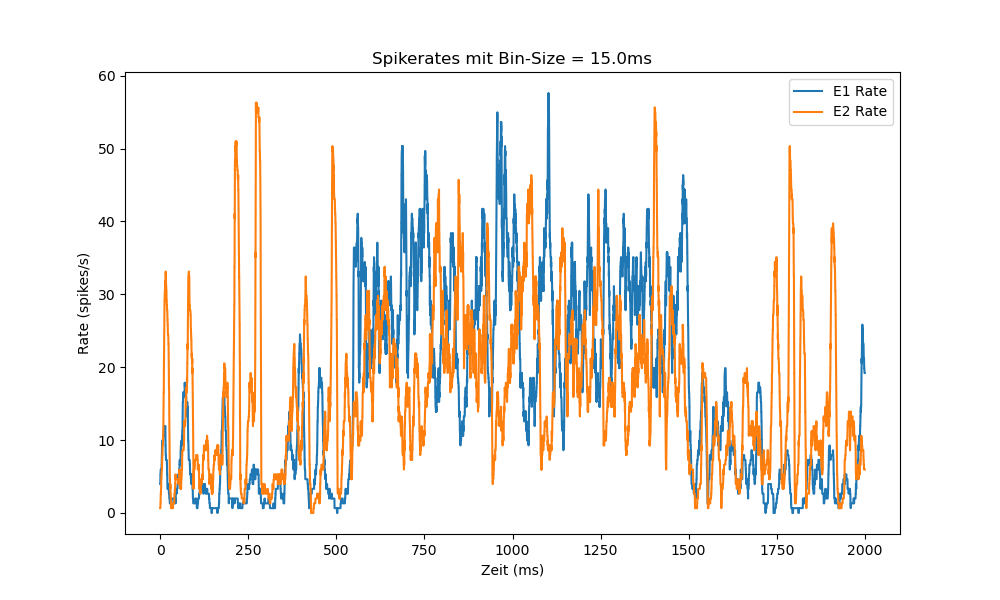 Spikerates mit Bin-Size = 15.0ms
E1 Rate
E2 Rate
60
50
40
30
20
10
0
Rate (spikes/s)
0 250 500 750 1000 1250 1500 1750 2000
Zeit (ms)